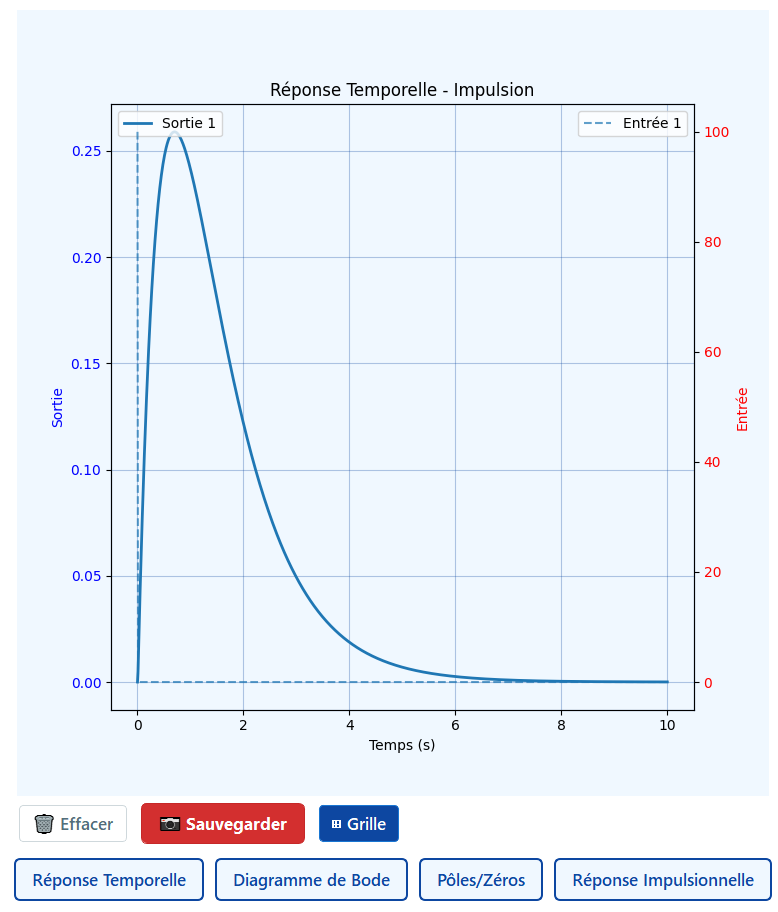 Réponse Temporelle - Impulsion
Sortie 1
Entrée 1
0.25
0.20
0.15
0.10
0.05
0.00
Sortie
100
80
60
40
20
0
Entrée
0 2 4 6 8 10
Temps (s)
Effacer Sauvegarder Grille
Réponse Temporelle Diagramme de Bode Pôles/Zéros Réponse Impulsionnelle